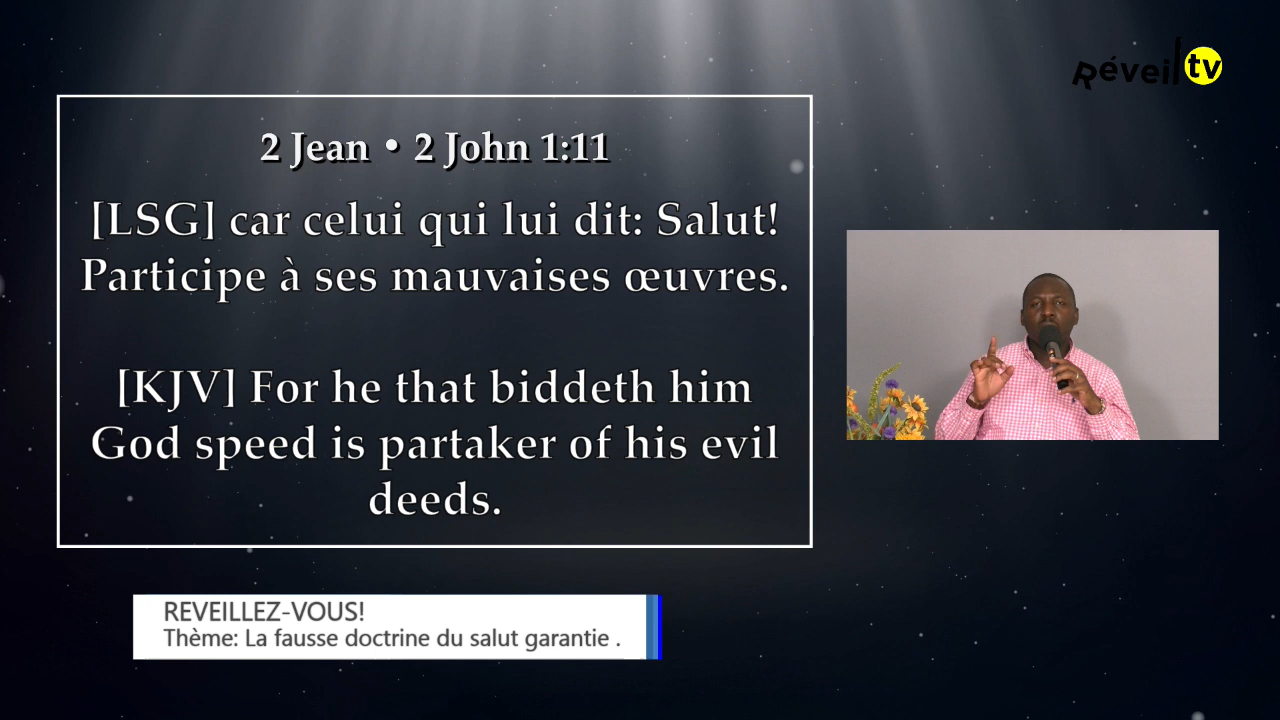 Réveil tv
2 Jean • 2 John 1:11
[LSG] car celui qui lui dit: Salut!
Participe à ses mauvaises œuvres.
[KJV] For he that biddeth him
God speed is partaker of his evil
deeds.
REVEILLEZ-VOUS!
Thème: La fausse doctrine du salut garantie .